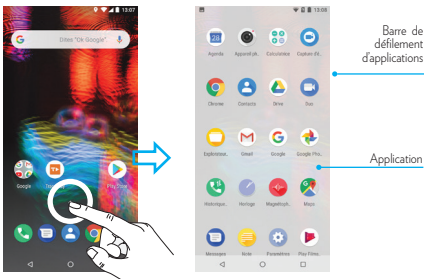 13:07
Dites "Ok Google".
Google
Play Store
13:08
Agenda
Appareil ph..
Calculatrice
Capture d'é..
Chrome
Contacts
Drive
Duo
Explorateur..
Gmail
Google
Google Pho..
Historique..
Horloge
Magnétoph..
Maps
Messages
Note
Paramètres
Play Films..
Barre de
défilement
d'applications
Application